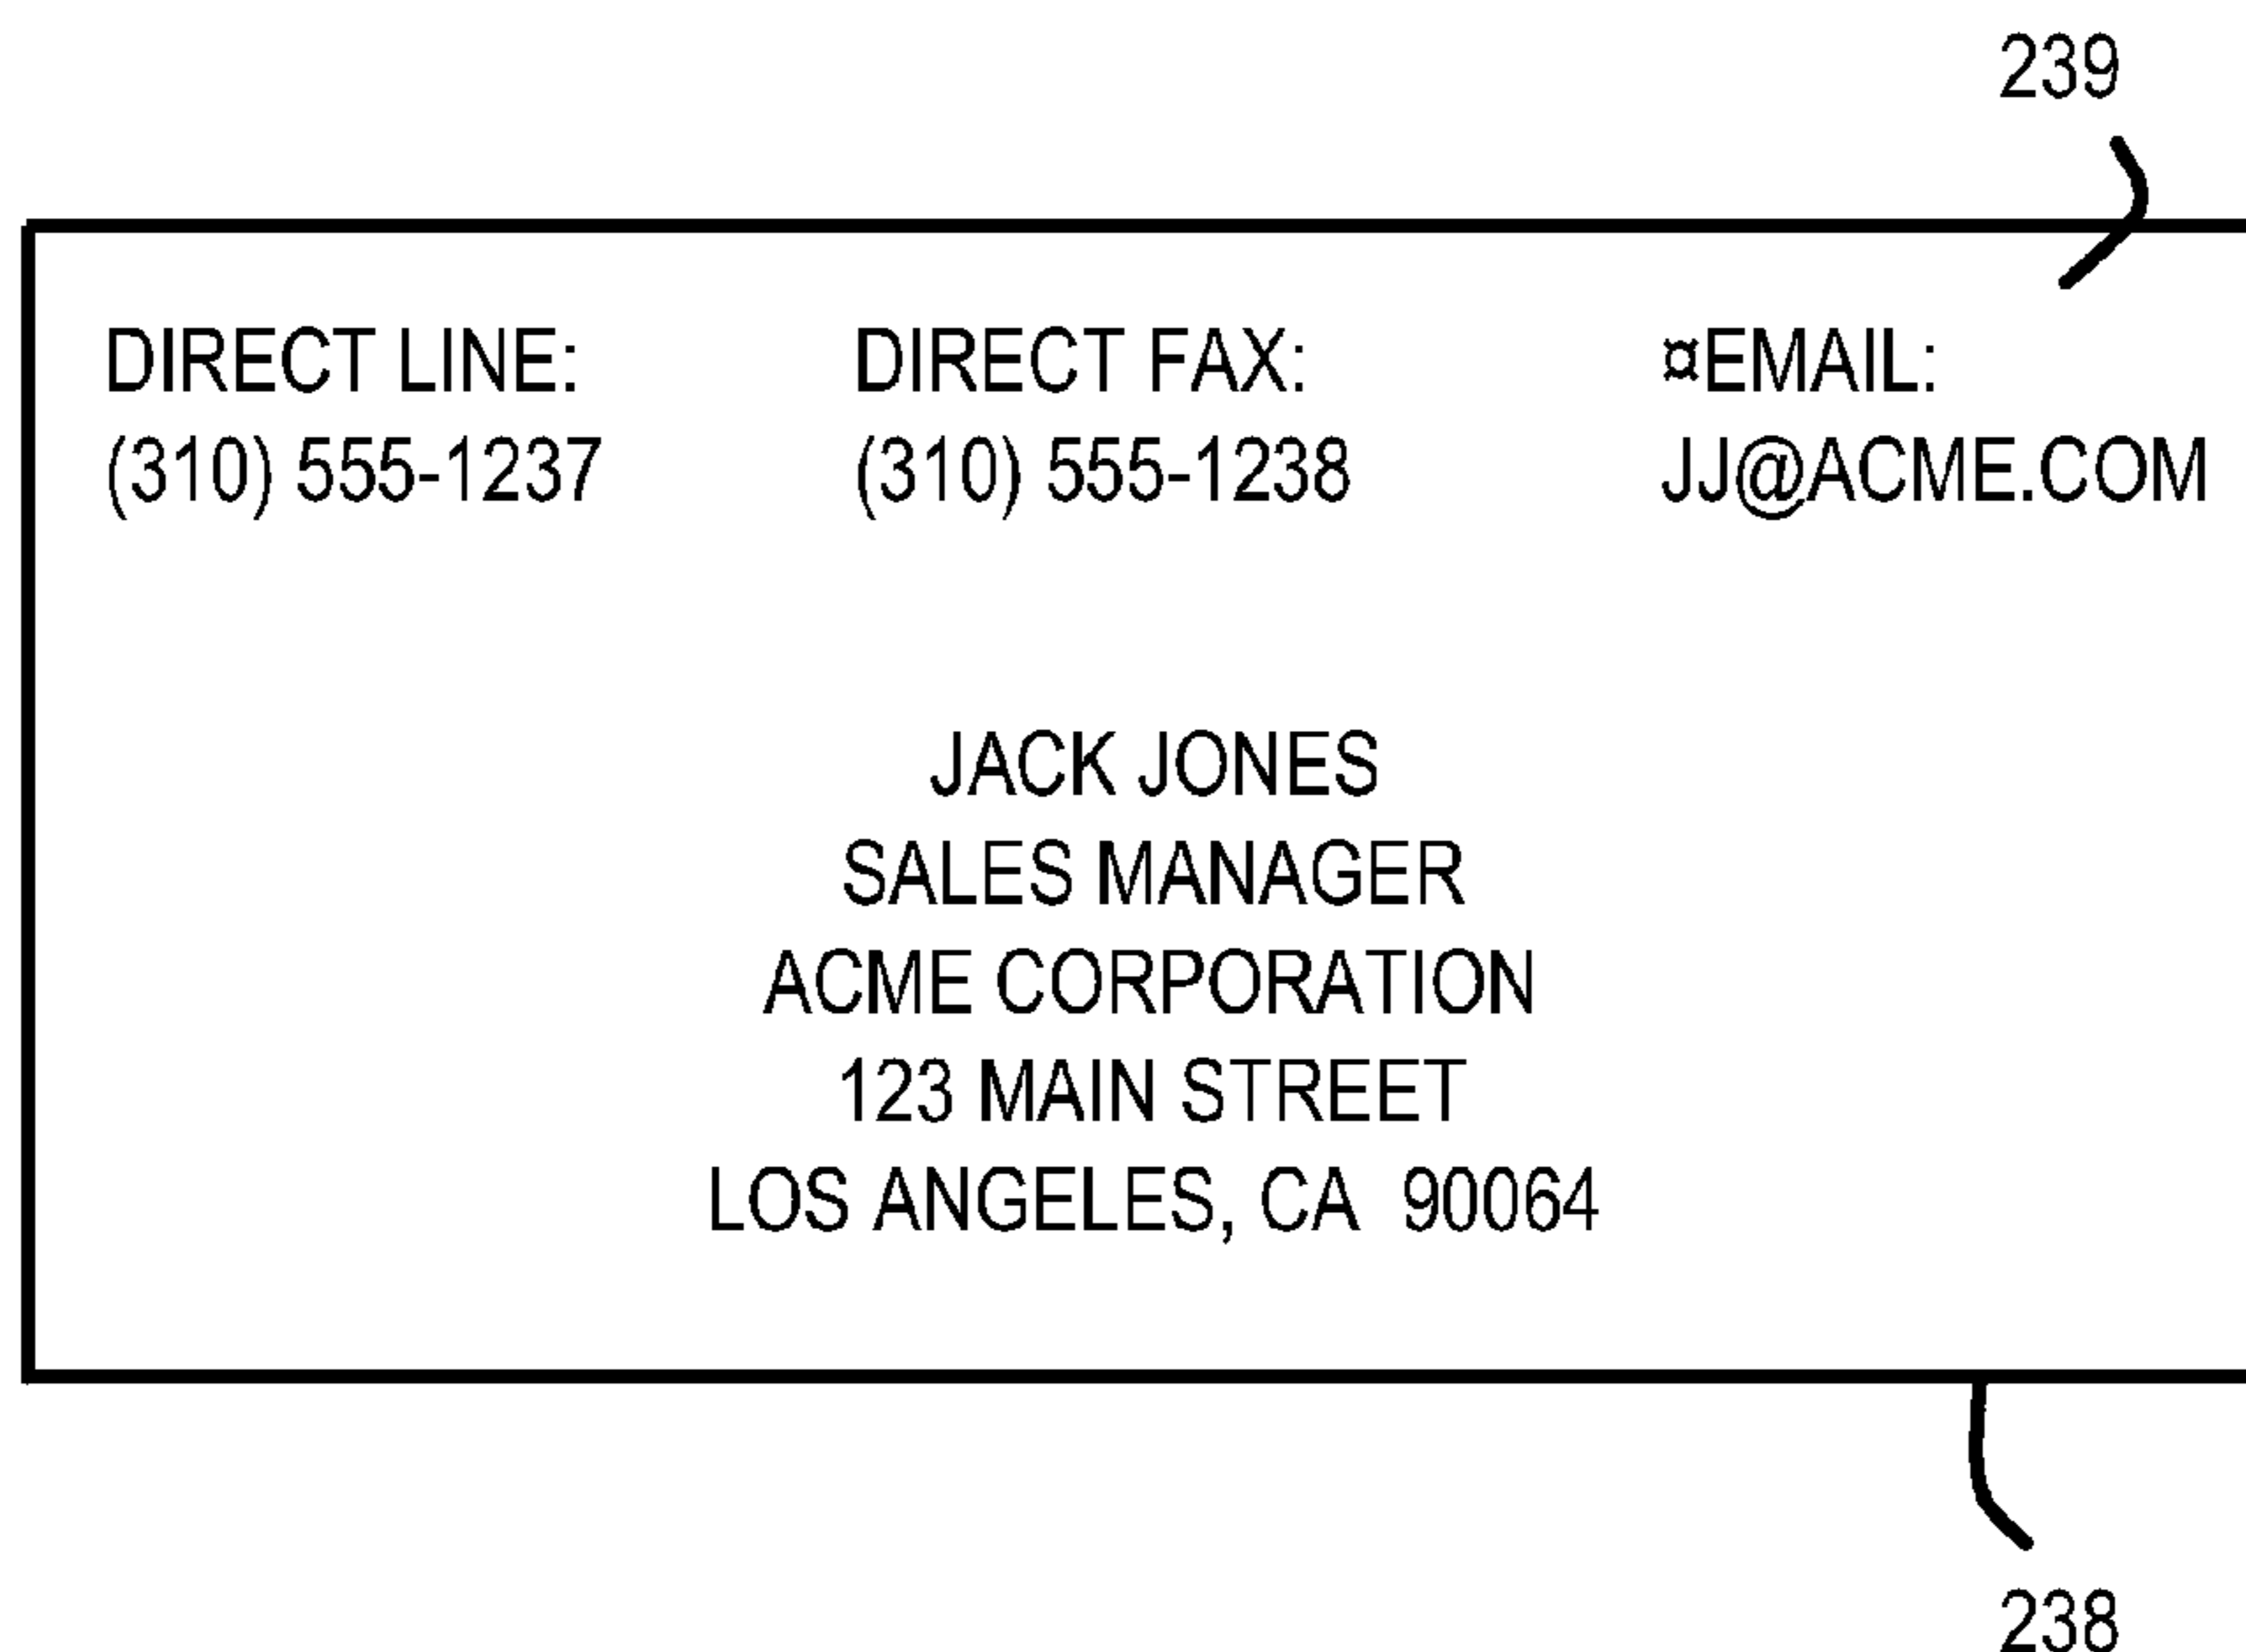 239
DIRECT LINE: DIRECT FAX: ¤EMAIL:
(310) 555-1237 (310) 555-1238 JJ@ACME.COM
JACK JONES
SALES MANAGER
ACME CORPORATION
123 MAIN STREET
LOS ANGELES, CA  90064
238